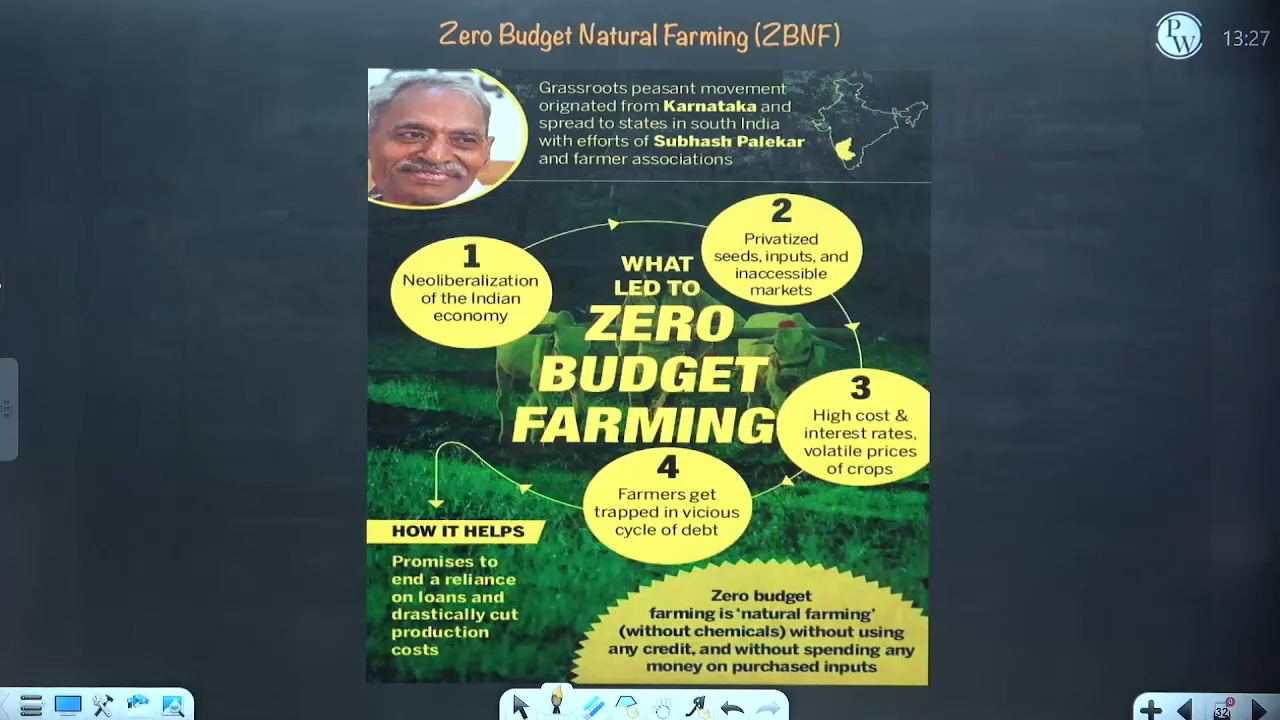 Zero Budget Natural Farming (ZBNF)
PW
13:27
Grassroots peasant movement
orignated from Karnataka and
spread to states in south India
with efforts of Subhash Palekar
and farmer associations
1
Neoliberalization
of the Indian
economy
2
Privatized
seeds, inputs, and
inaccessible
markets
WHAT
LED TO
ZERO
BUDGET
FARMING
3
High cost &
interest rates,
volatile prices
of crops
4
Farmers get
trapped in vicious
cycle of debt
HOW IT HELPS
Promises to
end a reliance
on loans and
drastically cut
production
costs
Zero budget
farming is ‘natural farming’
(without chemicals) without using
any credit, and without spending any
money on purchased inputs